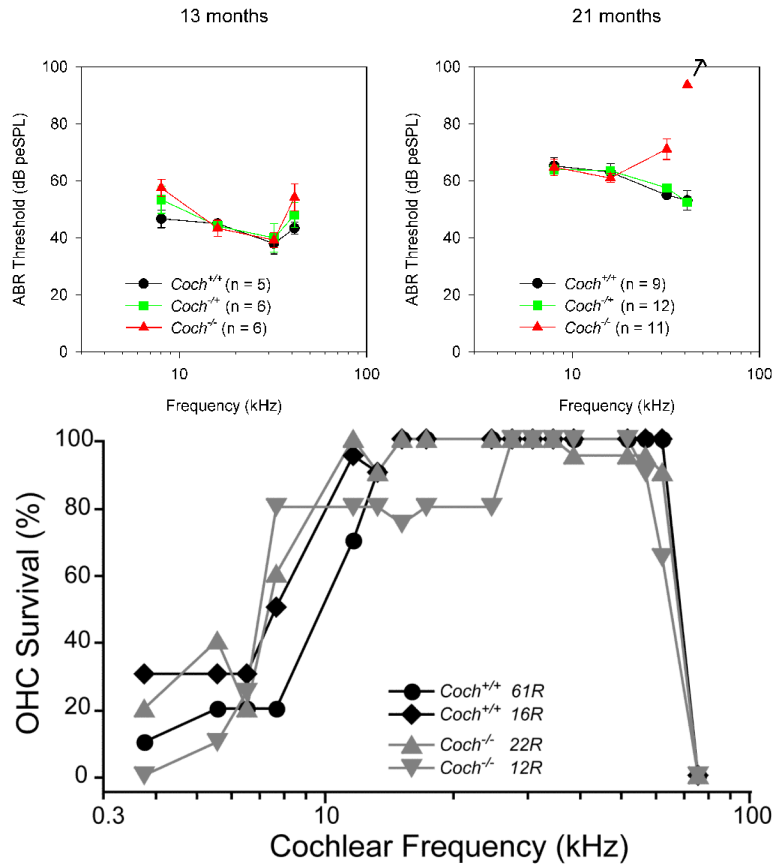 13 months
21 months
ABR Threshold (dB peSPL)
100
80
60
40
20
0
Coch+/+ (n = 5)
Coch-/+ (n = 6)
Coch-/- (n = 6)
10
100
Frequency (kHz)
ABR Threshold (dB peSPL)
100
80
60
40
20
0
Coch+/+ (n = 9)
Coch-/+ (n = 12)
Coch-/- (n = 11)
10
100
Frequency (kHz)
OHC Survival (%)
100
80
60
40
20
0
Coch+/+ 61R
Coch+/+ 16R
Coch-/- 22R
Coch-/- 12R
0.3
10
100
Cochlear Frequency (kHz)